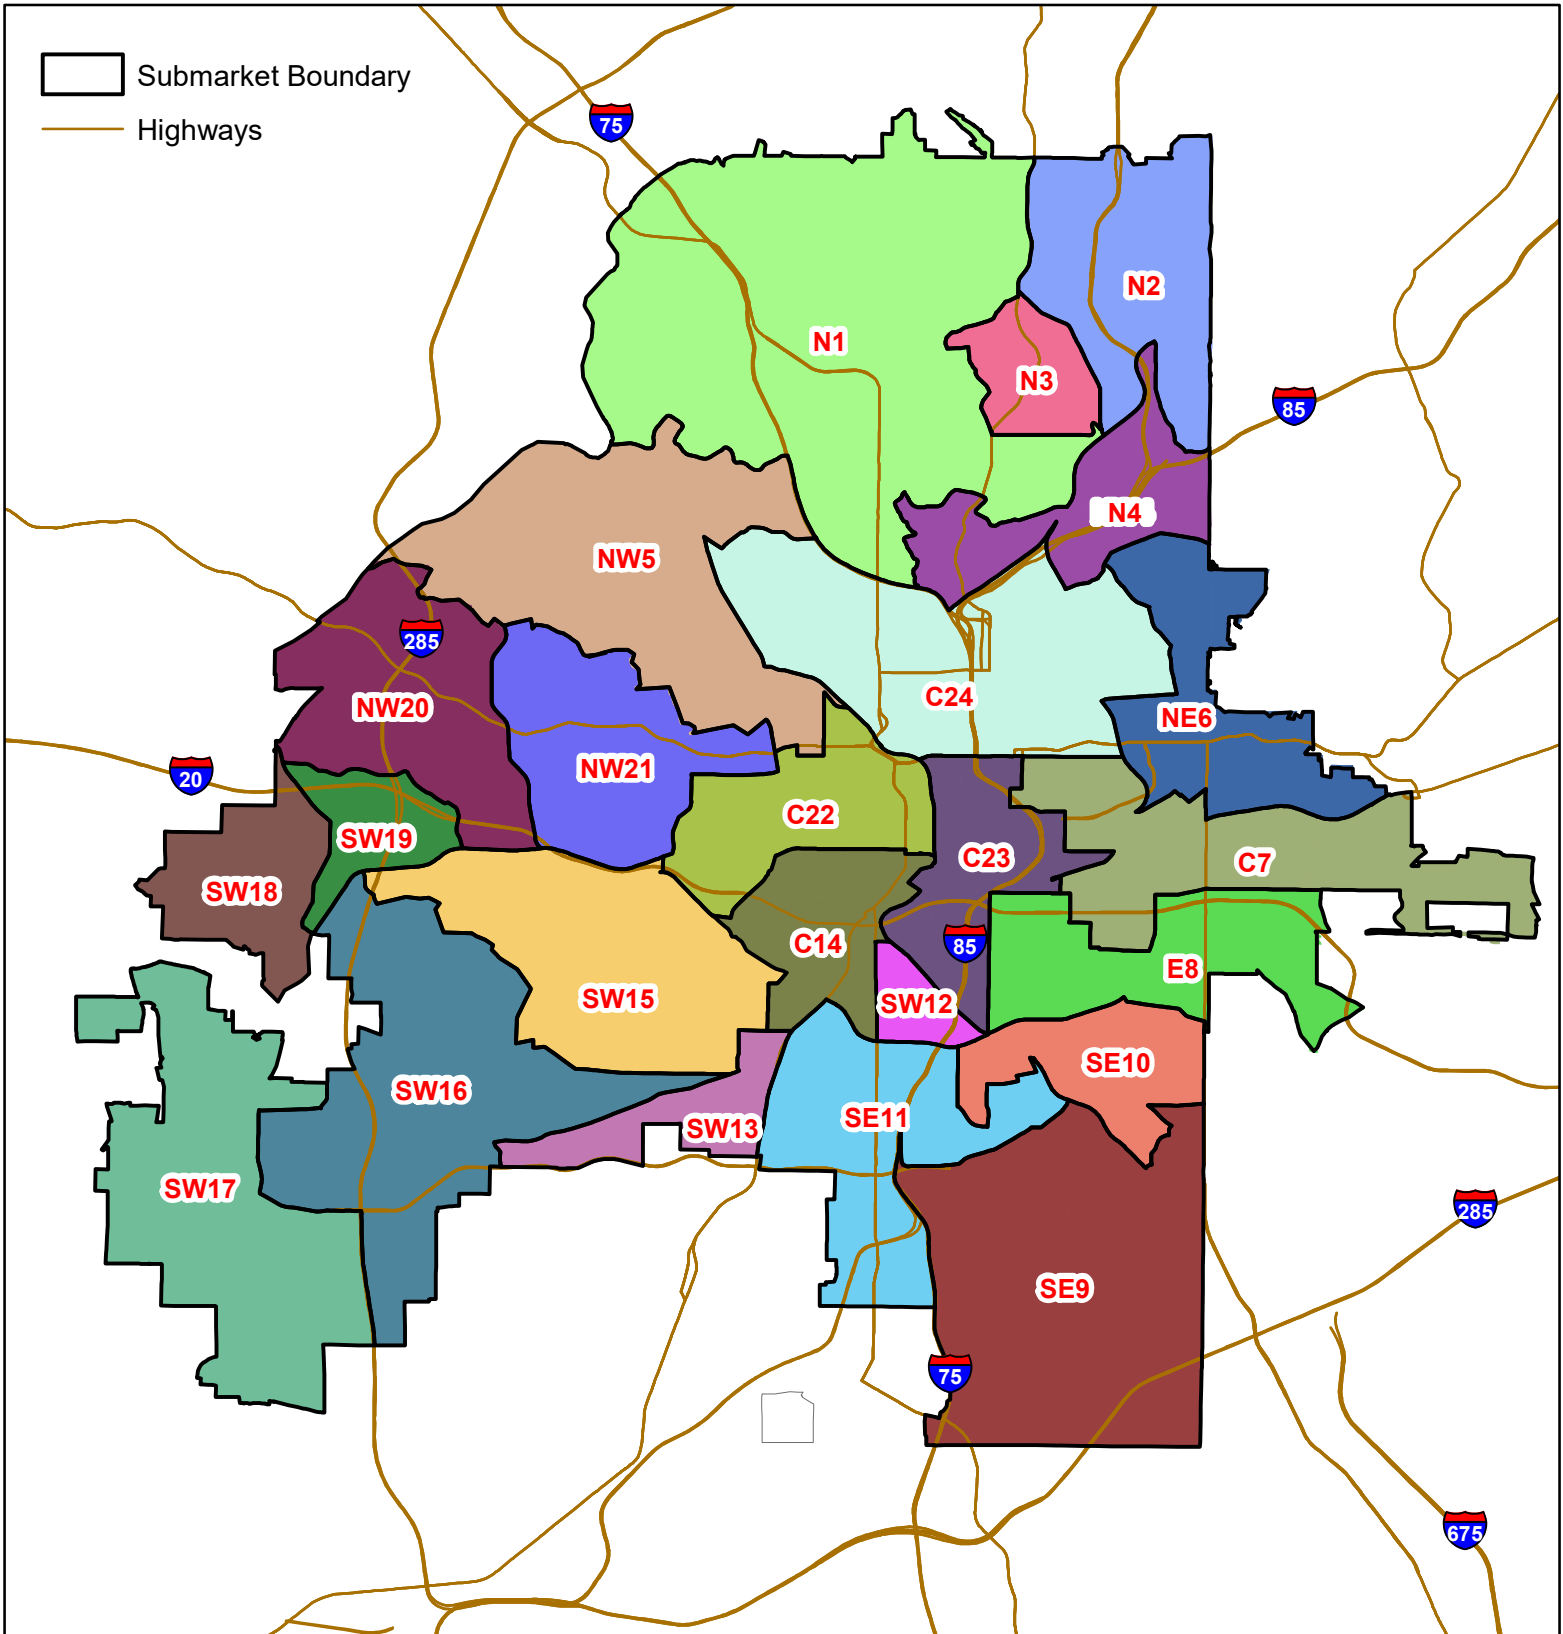 Submarket Boundary
Highways
75
N2
N1
N3
85
N4
NW5
285
C24
NW20
NE6
20
NW21
C22
SW19
C23
C7
SW18
C14
85
E8
SW15
SW12
SE10
SW16
SE11
SW13
SW17
285
SE9
75
675